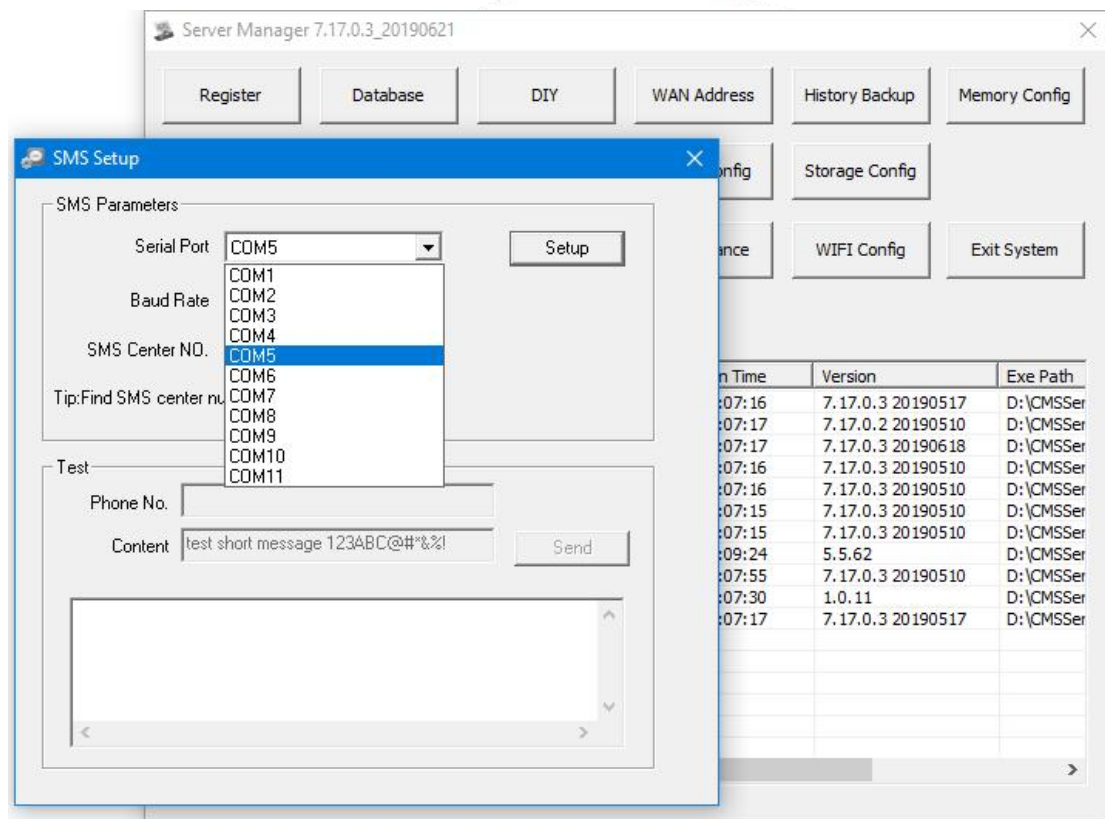 Server Manager 7.17.0.3_20190621
Register
Database
DIY
WAN Address
History Backup
Memory Config
Storage Config
WIFI Config
Exit System
SMS Setup
SMS Parameters
Serial Port
COM5
Setup
COM1
COM2
COM3
COM4
COM5
COM6
COM7
COM8
COM9
COM10
COM11
Baud Rate
SMS Center NO.
Tip:Find SMS center
Test
Phone No.
Content
test short message 123ABC@#*&%!
Send
Time Version Exe Path
:07:16 7.17.0.3 20190517 D:\CMSSer
:07:17 7.17.0.2 20190510 D:\CMSSer
:07:17 7.17.0.3 20190618 D:\CMSSer
:07:16 7.17.0.3 20190510 D:\CMSSer
:07:16 7.17.0.3 20190510 D:\CMSSer
:07:15 7.17.0.3 20190510 D:\CMSSer
:07:15 7.17.0.3 20190510 D:\CMSSer
:09:24 5.5.62 D:\CMSSer
:07:55 7.17.0.3 20190510 D:\CMSSer
:07:30 1.0.11 D:\CMSSer
:07:17 7.17.0.3 20190517 D:\CMSSer